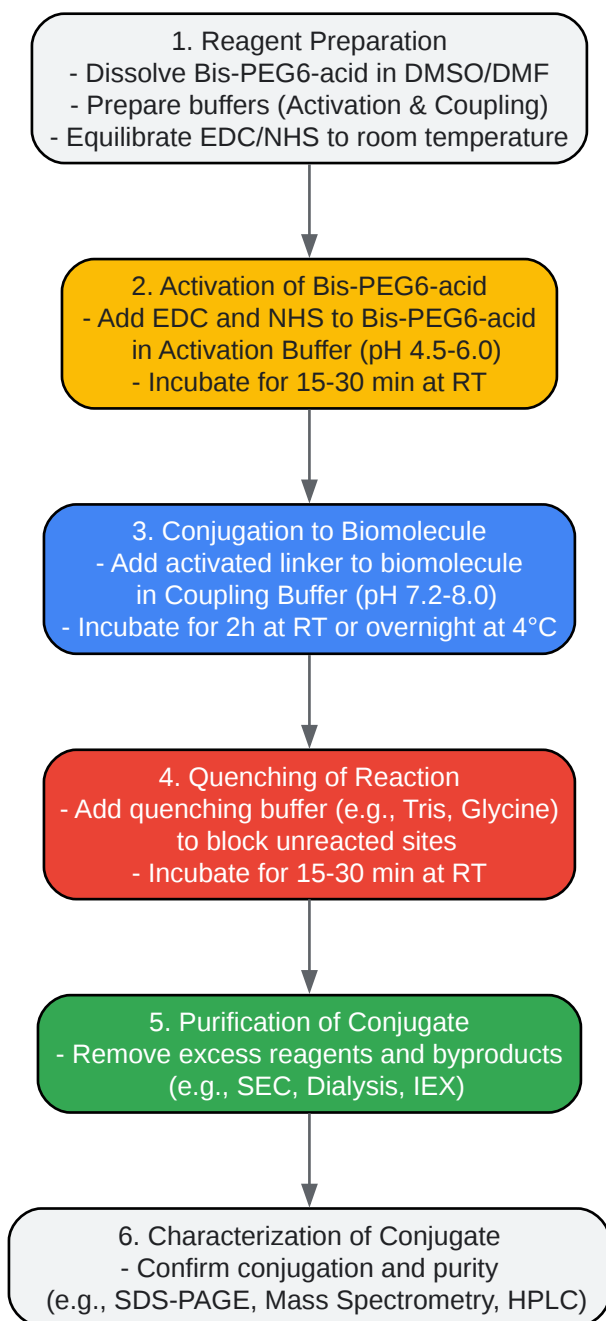 1. Reagent Preparation
- Dissolve Bis-PEG6-acid in DMSO/DMF
- Prepare buffers (Activation & Coupling)
- Equilibrate EDC/NHS to room temperature
2. Activation of Bis-PEG6-acid
- Add EDC and NHS to Bis-PEG6-acid
in Activation Buffer (pH 4.5-6.0)
- Incubate for 15-30 min at RT
3. Conjugation to Biomolecule
- Add activated linker to biomolecule
in Coupling Buffer (pH 7.2-8.0)
- Incubate for 2h at RT or overnight at 4°C
4. Quenching of Reaction
- Add quenching buffer (e.g., Tris, Glycine)
to block unreacted sites
- Incubate for 15-30 min at RT
5. Purification of Conjugate
- Remove excess reagents and byproducts
(e.g., SEC, Dialysis, IEX)
6. Characterization of Conjugate
- Confirm conjugation and purity
(e.g., SDS-PAGE, Mass Spectrometry, HPLC)